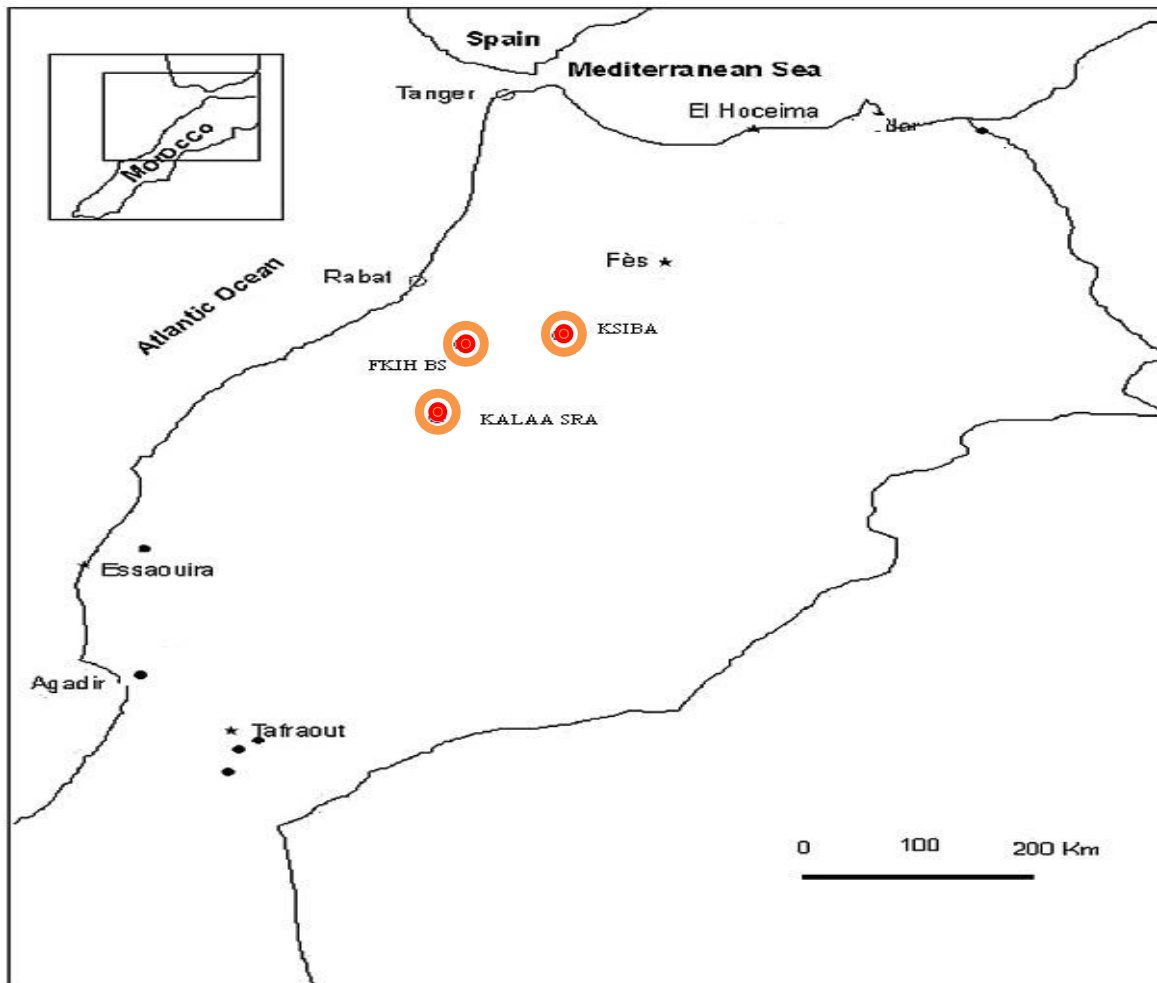 Spain
Mediterranean Sea
Tanger
El Hoceima
Morocco
Fès
Rabat
Atlantic Ocean
KSIBA
FKIH BS
KALAA SRA
Essaouira
Agadir
Tafraout
0 100 200 Km